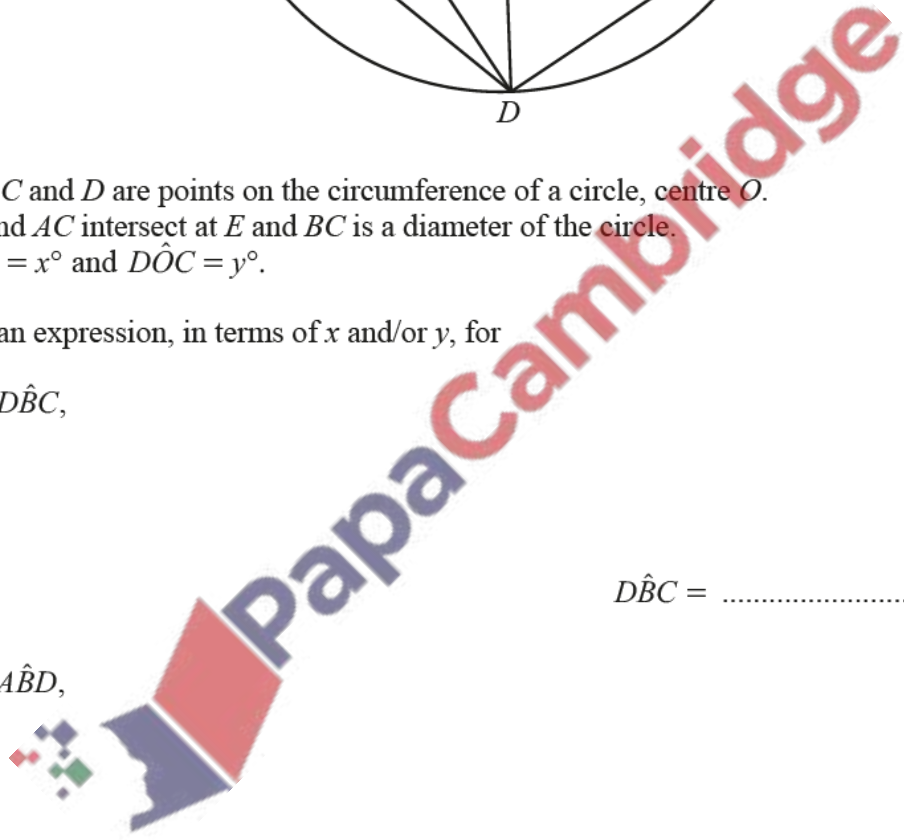 D
C and D are points on the circumference of a circle, centre O.
nd AC intersect at E and BC is a diameter of the circle.
= x° and DÔC = y°.
an expression, in terms of x and/or y, for
DB̂C,
DB̂C = ........................
AB̂D,
PapaCambridge